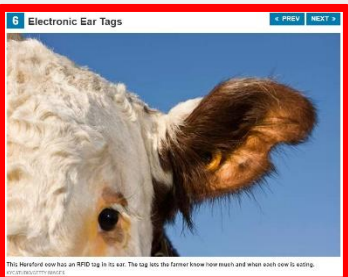 6 Electronic Ear Tags
« PREV NEXT »
This Hereford cow has an RFID tag in its ear. The tag lets the farmer know how much and when each cow is eating.